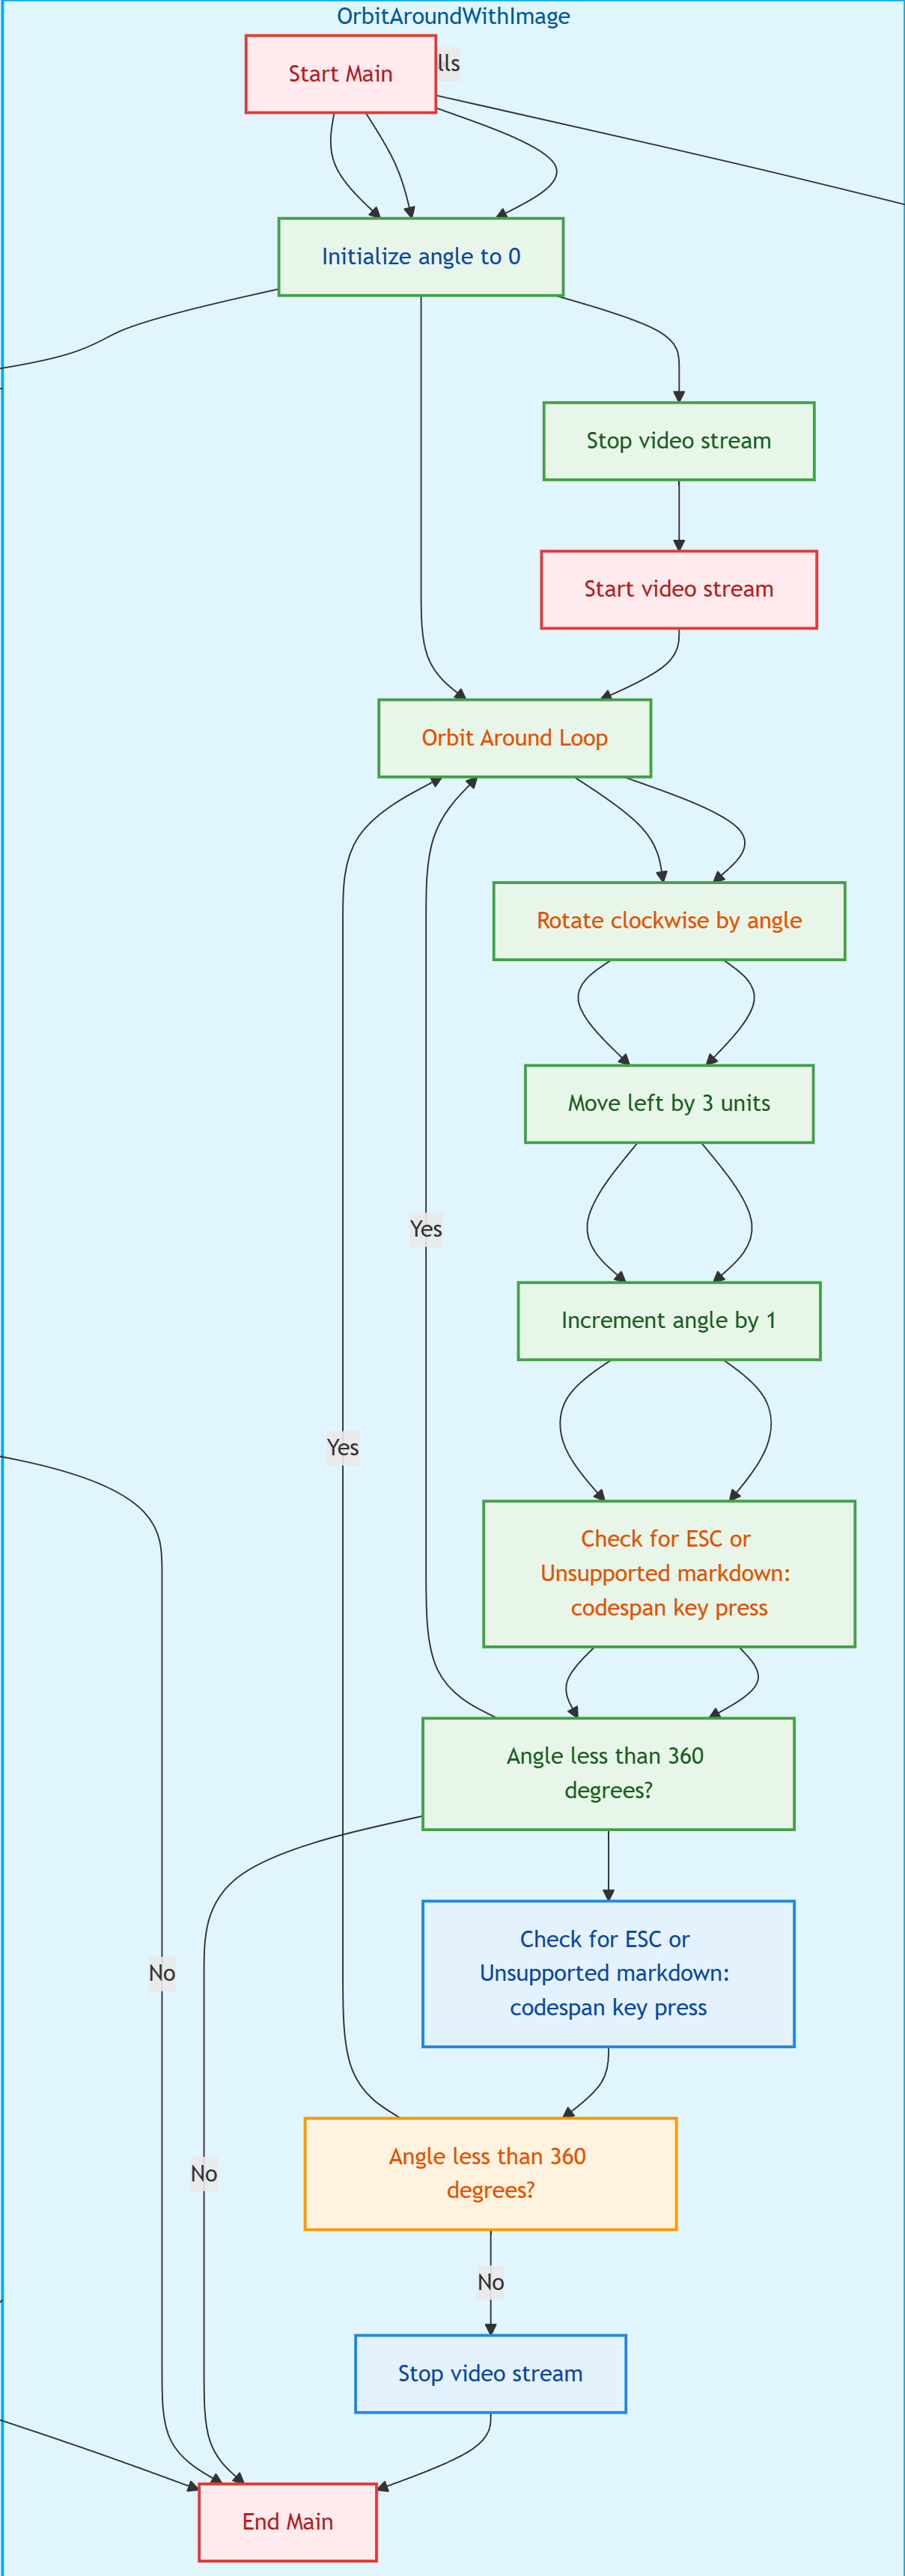 OrbitAroundWithImage
Start Main
lls
Initialize angle to 0
Stop video stream
Start video stream
Orbit Around Loop
Rotate clockwise by angle
Move left by 3 units
Yes
Increment angle by 1
Yes
Check for ESC or
Unsupported markdown:
codespan key press
Angle less than 360
degrees?
Check for ESC or
Unsupported markdown:
codespan key press
No
Angle less than 360
degrees?
No
No
Stop video stream
End Main